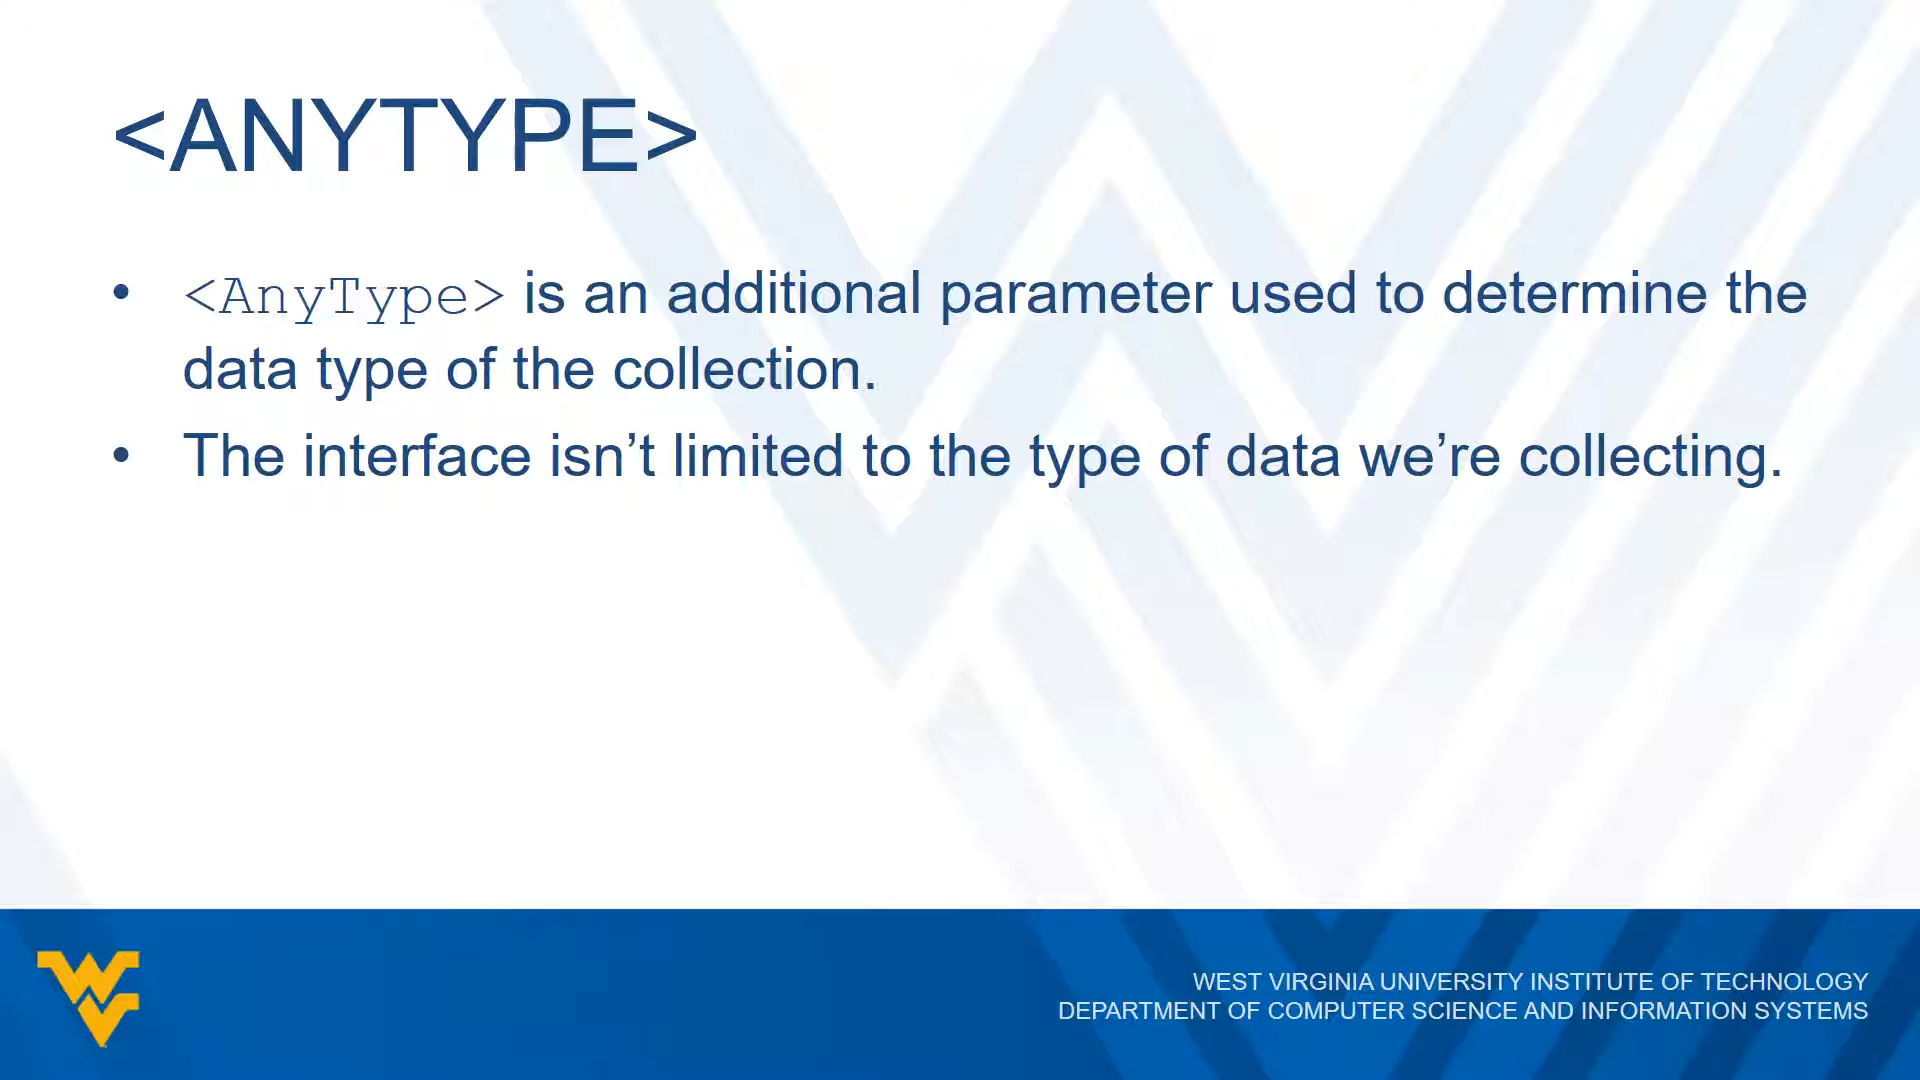 <ANYTYPE>
• <AnyType> is an additional parameter used to determine the
data type of the collection.
• The interface isn’t limited to the type of data we’re collecting.
WEST VIRGINIA UNIVERSITY INSTITUTE OF TECHNOLOGY
DEPARTMENT OF COMPUTER SCIENCE AND INFORMATION SYSTEMS